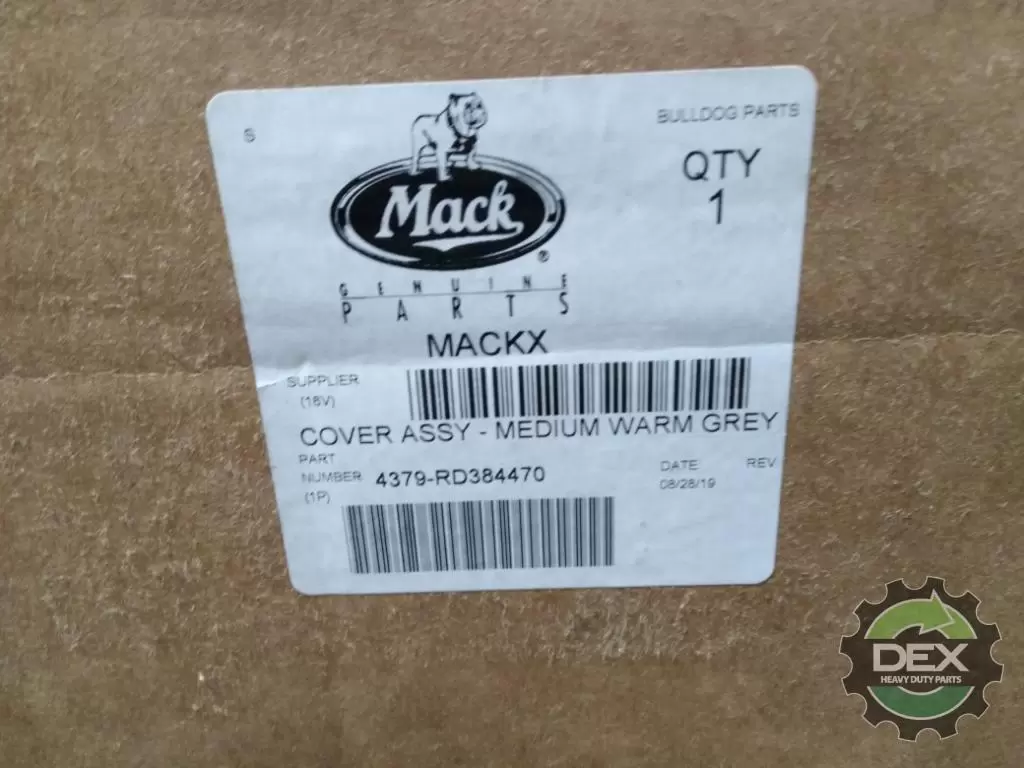 S
BULLDOG PARTS
Mack
®
QTY
1
GENUINE
PARTS
MACKX
SUPPLIER
(18V)
COVER ASSY - MEDIUM WARM GREY
PART
NUMBER 4379-RD384470
(1P)
DATE REV
08/28/19
DEX
HEAVY DUTY PARTS